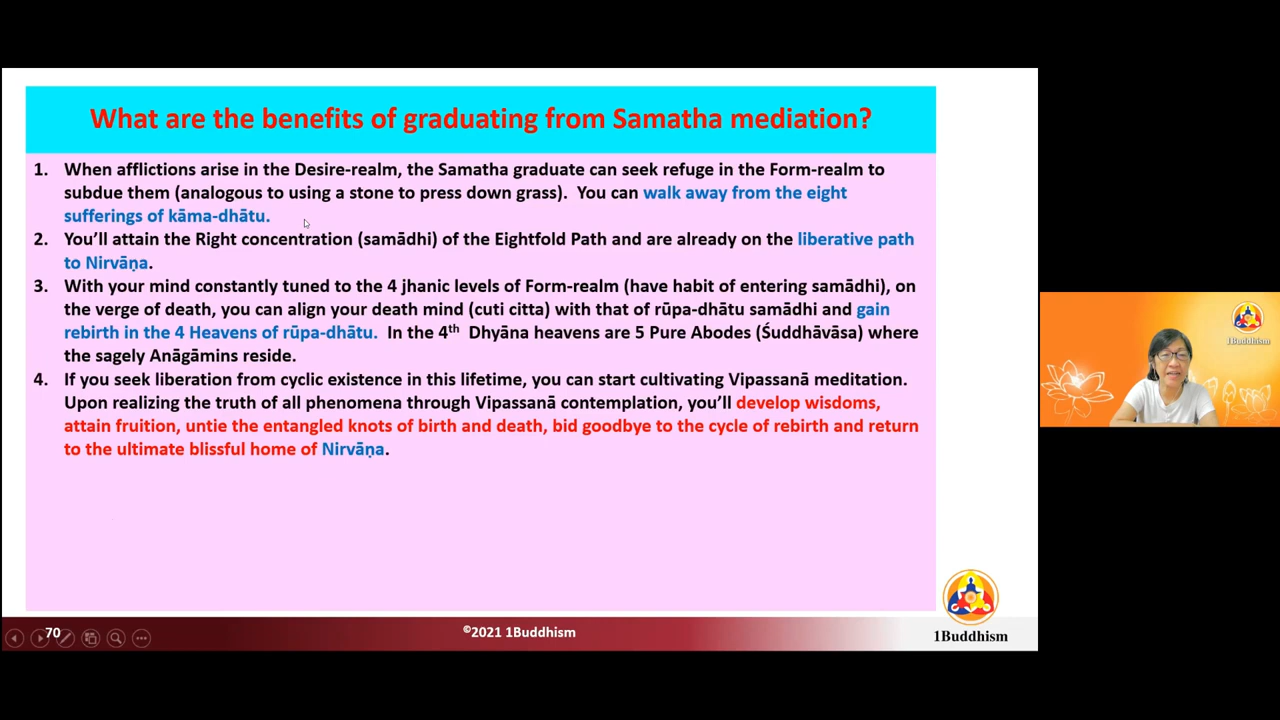 What are the benefits of graduating from Samatha mediation?
1. When afflictions arise in the Desire-realm, the Samatha graduate can seek refuge in the Form-realm to
subdue them (analogous to using a stone to press down grass). You can walk away from the eight
sufferings of kāma-dhātu.
2. You’ll attain the Right concentration (samādhi) of the Eightfold Path and are already on the liberative path
to Nirvāṇa.
3. With your mind constantly tuned to the 4 jhanic levels of Form-realm (have habit of entering samādhi), on
the verge of death, you can align your death mind (cuti citta) with that of rūpa-dhātu samādhi and gain
rebirth in the 4 Heavens of rūpa-dhātu. In the 4th Dhyāna heavens are 5 Pure Abodes (Śuddhāvāsa) where
the sagely Anāgāmins reside.
4. If you seek liberation from cyclic existence in this lifetime, you can start cultivating Vipassanā meditation.
Upon realizing the truth of all phenomena through Vipassanā contemplation, you’ll develop wisdoms,
attain fruition, untie the entangled knots of birth and death, bid goodbye to the cycle of rebirth and return
to the ultimate blissful home of Nirvāṇa.
70
©2021 1Buddhism
1Buddhism
1Buddhism